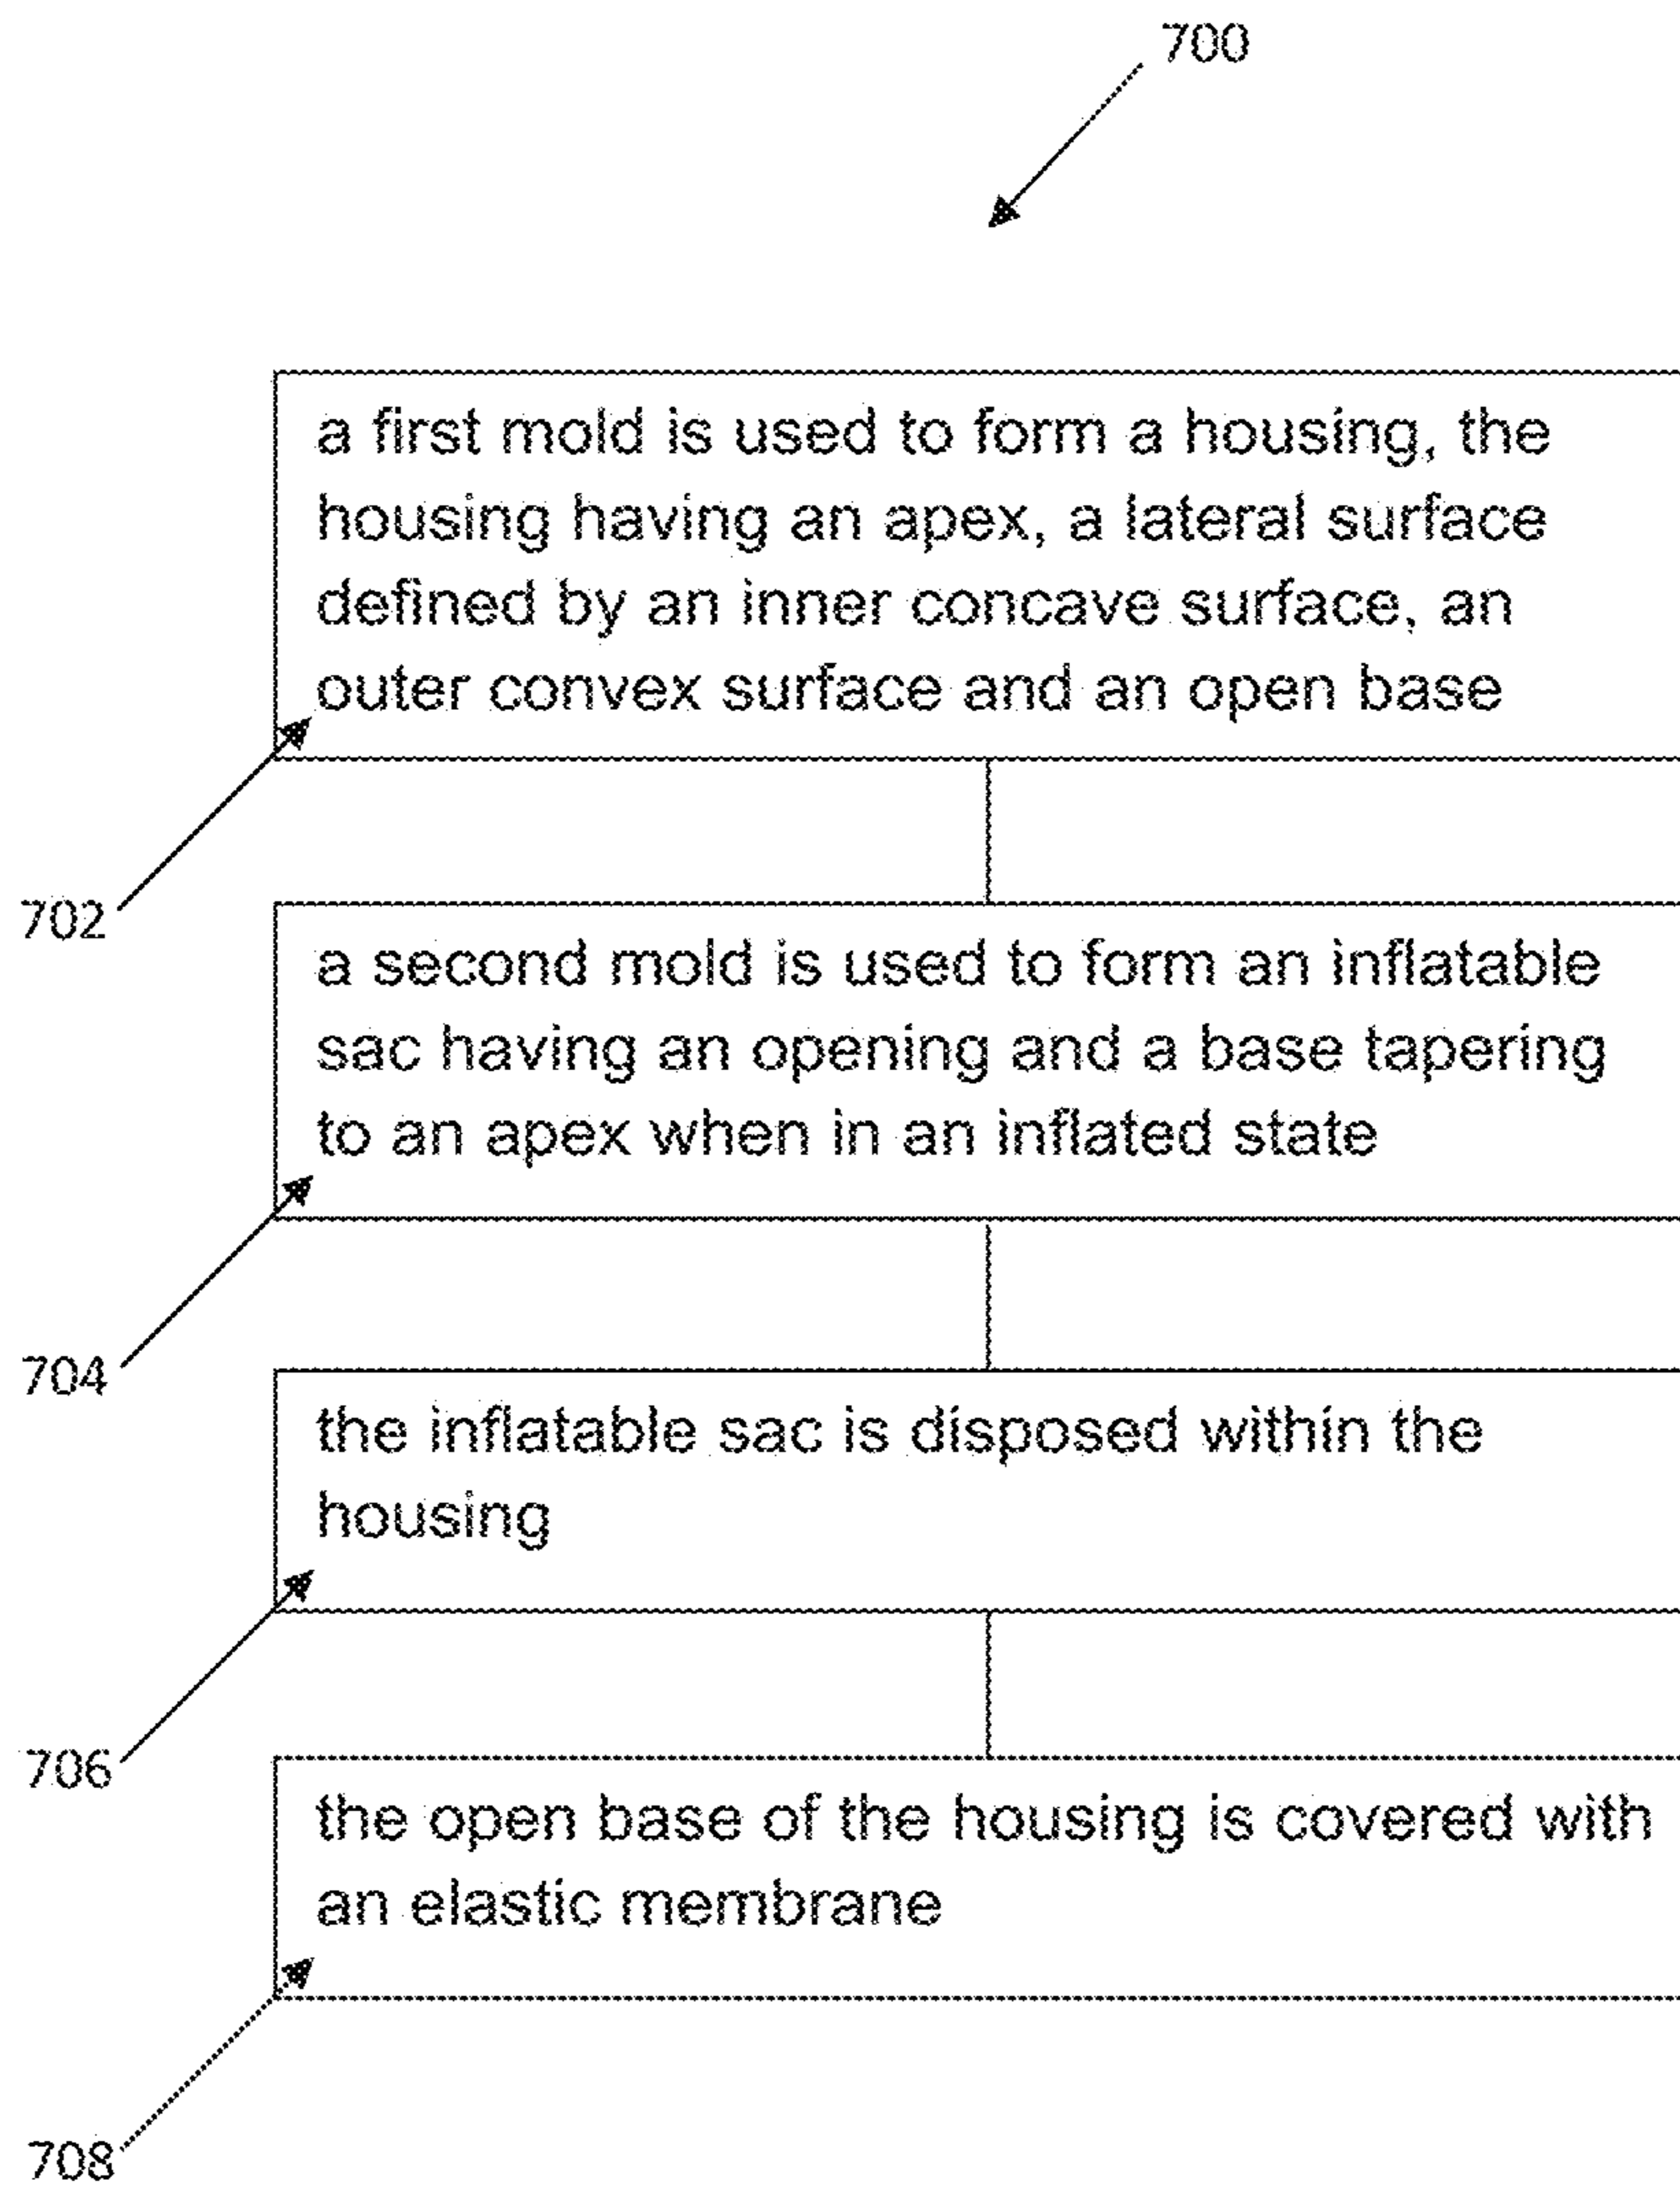 700
a first mold is used to form a housing, the
housing having an apex, a lateral surface
defined by an inner concave surface, an
outer convex surface and an open base
702
a second mold is used to form an inflatable
sac having an opening and a base tapering
to an apex when in an inflated state
704
the inflatable sac is disposed within the
housing
706
the open base of the housing is covered with
an elastic membrane
708